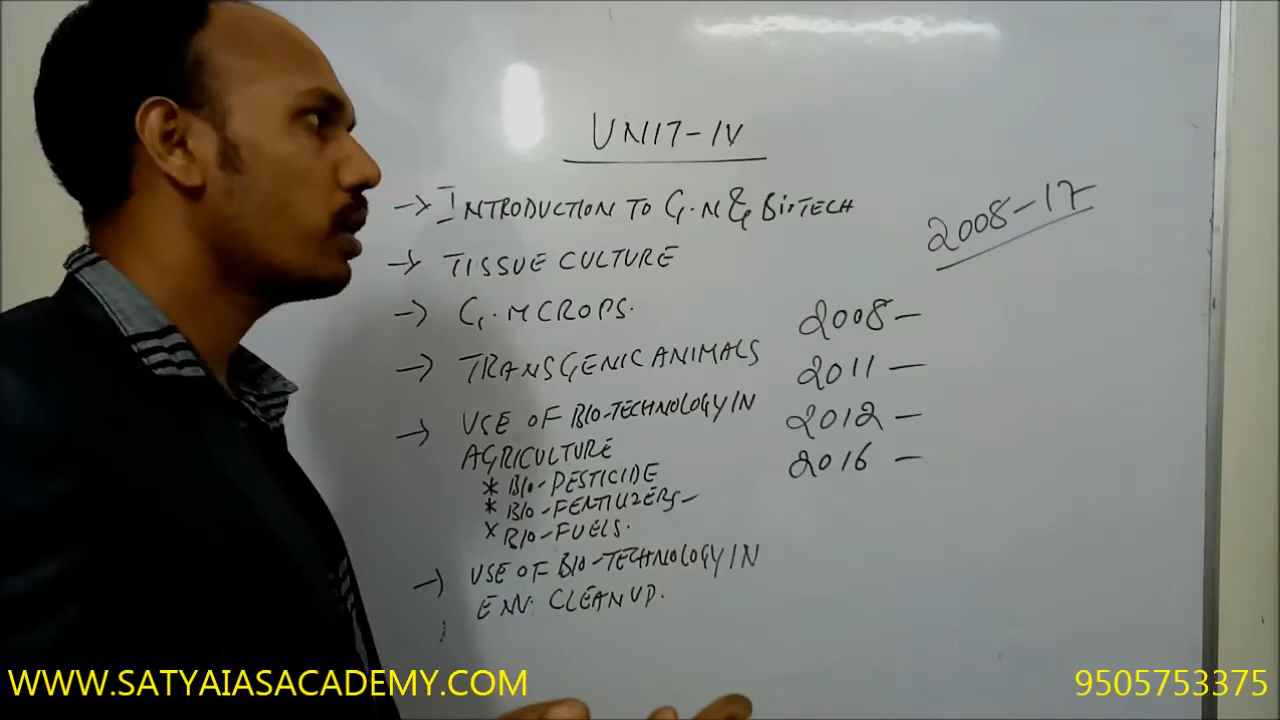 UNIT-IV
→ INTRODUCTION TO G.M & BIOTECH
→ TISSUE CULTURE
→ G.M CROPS.
→ TRANSGENIC ANIMALS
→ USE OF BIO-TECHNOLOGY IN
AGRICULTURE
* BIO-PESTICIDE
* BIO-FERTILIZERS-
* BIO-FUELS.
→ USE OF BIO-TECHNOLOGY IN
ENV. CLEAN UP.
2008-17
2008-
2011-
2012-
2016-
WWW.SATYAIASACADEMY.COM
9505753375